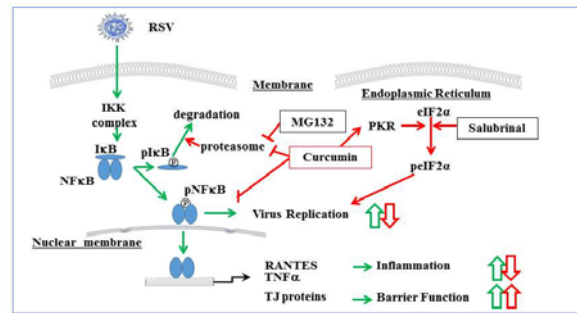 RSV
Membrane
Endoplasmic Reticulum
IKK
complex
degradation
MG132
eIF2α
PKR
Salubrinal
IκB
pIκB
P
proteasome
Curcumin
NFκB
peIF2α
pNFκB
P
Virus Replication
Nuclear membrane
RANTES
TNFα
Inflammation
TJ proteins
Barrier Function